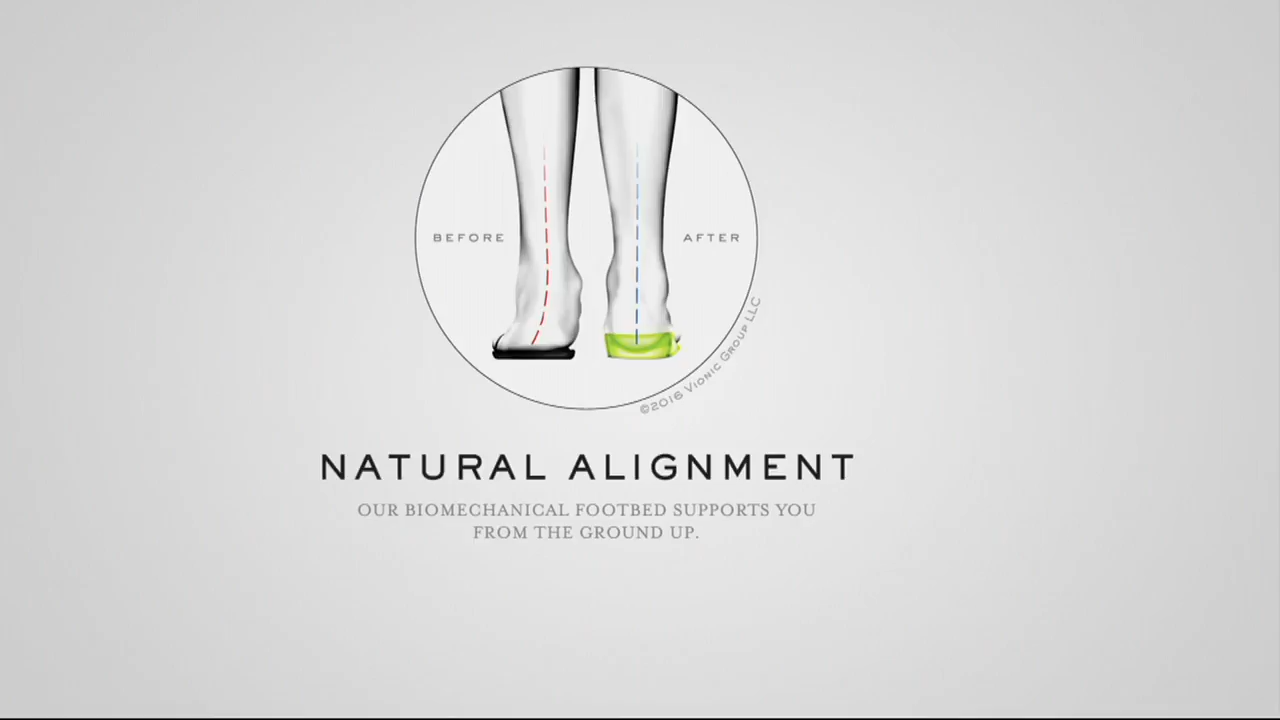 BEFORE
AFTER
©2016 VIONIC GROUP LLC
NATURAL ALIGNMENT
OUR BIOMECHANICAL FOOTBED SUPPORTS YOU
FROM THE GROUND UP.